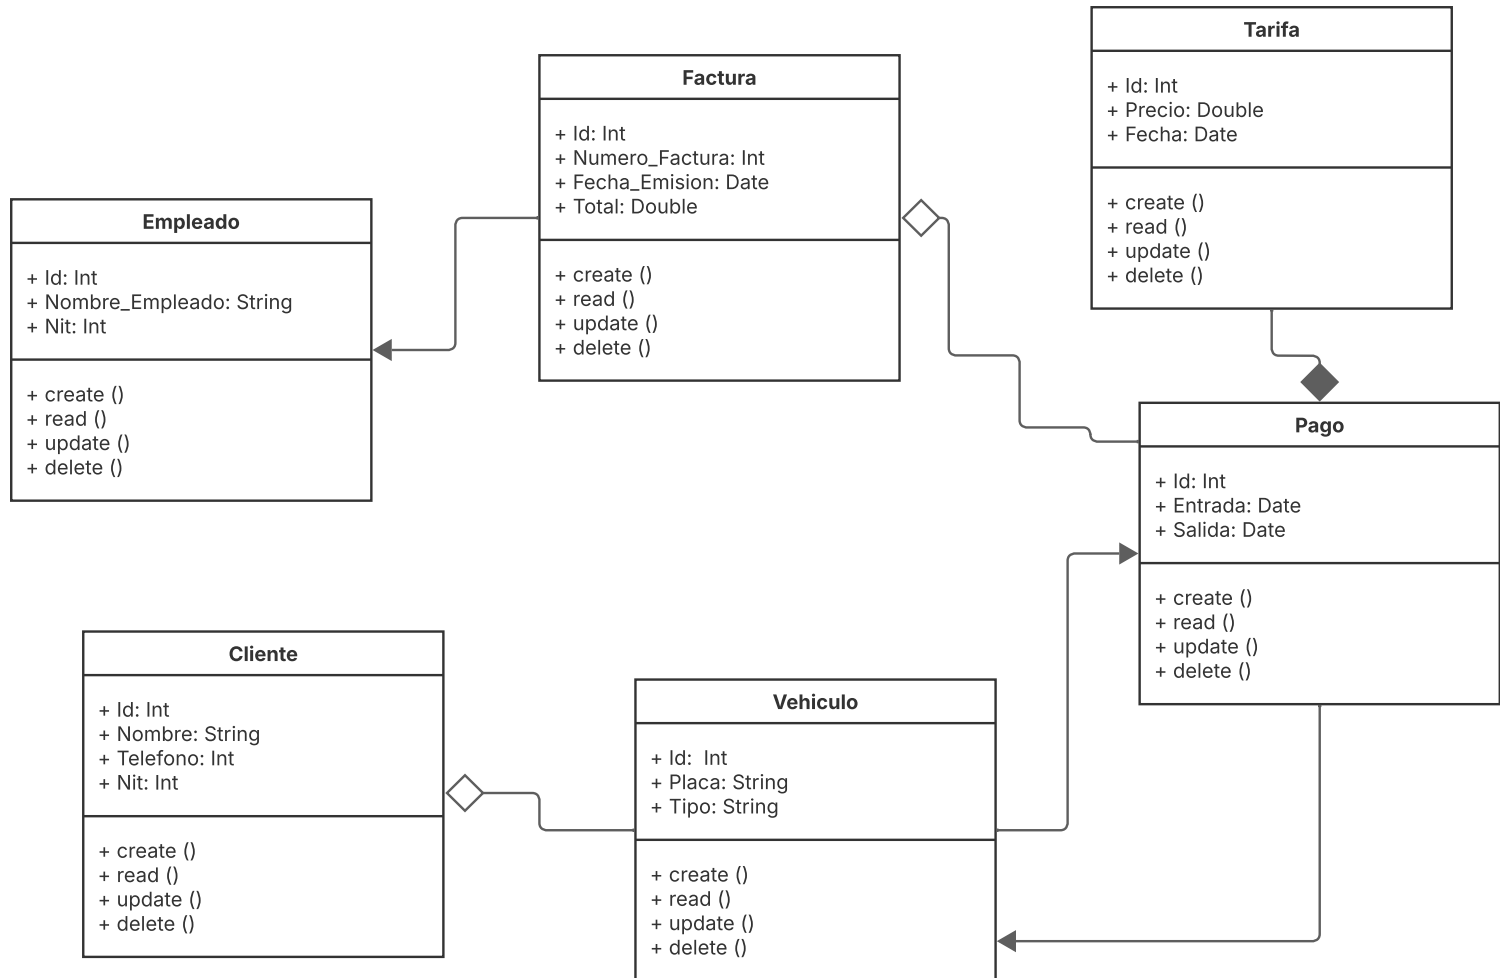 Tarifa
+ Id: Int
+ Precio: Double
+ Fecha: Date
+ create ()
+ read ()
+ update ()
+ delete ()
Factura
+ Id: Int
+ Numero_Factura: Int
+ Fecha_Emision: Date
+ Total: Double
+ create ()
+ read ()
+ update ()
+ delete ()
Empleado
+ Id: Int
+ Nombre_Empleado: String
+ Nit: Int
+ create ()
+ read ()
+ update ()
+ delete ()
Pago
+ Id: Int
+ Entrada: Date
+ Salida: Date
+ create ()
+ read ()
+ update ()
+ delete ()
Cliente
+ Id: Int
+ Nombre: String
+ Telefono: Int
+ Nit: Int
+ create ()
+ read ()
+ update ()
+ delete ()
Vehiculo
+ Id:  Int
+ Placa: String
+ Tipo: String
+ create ()
+ read ()
+ update ()
+ delete ()